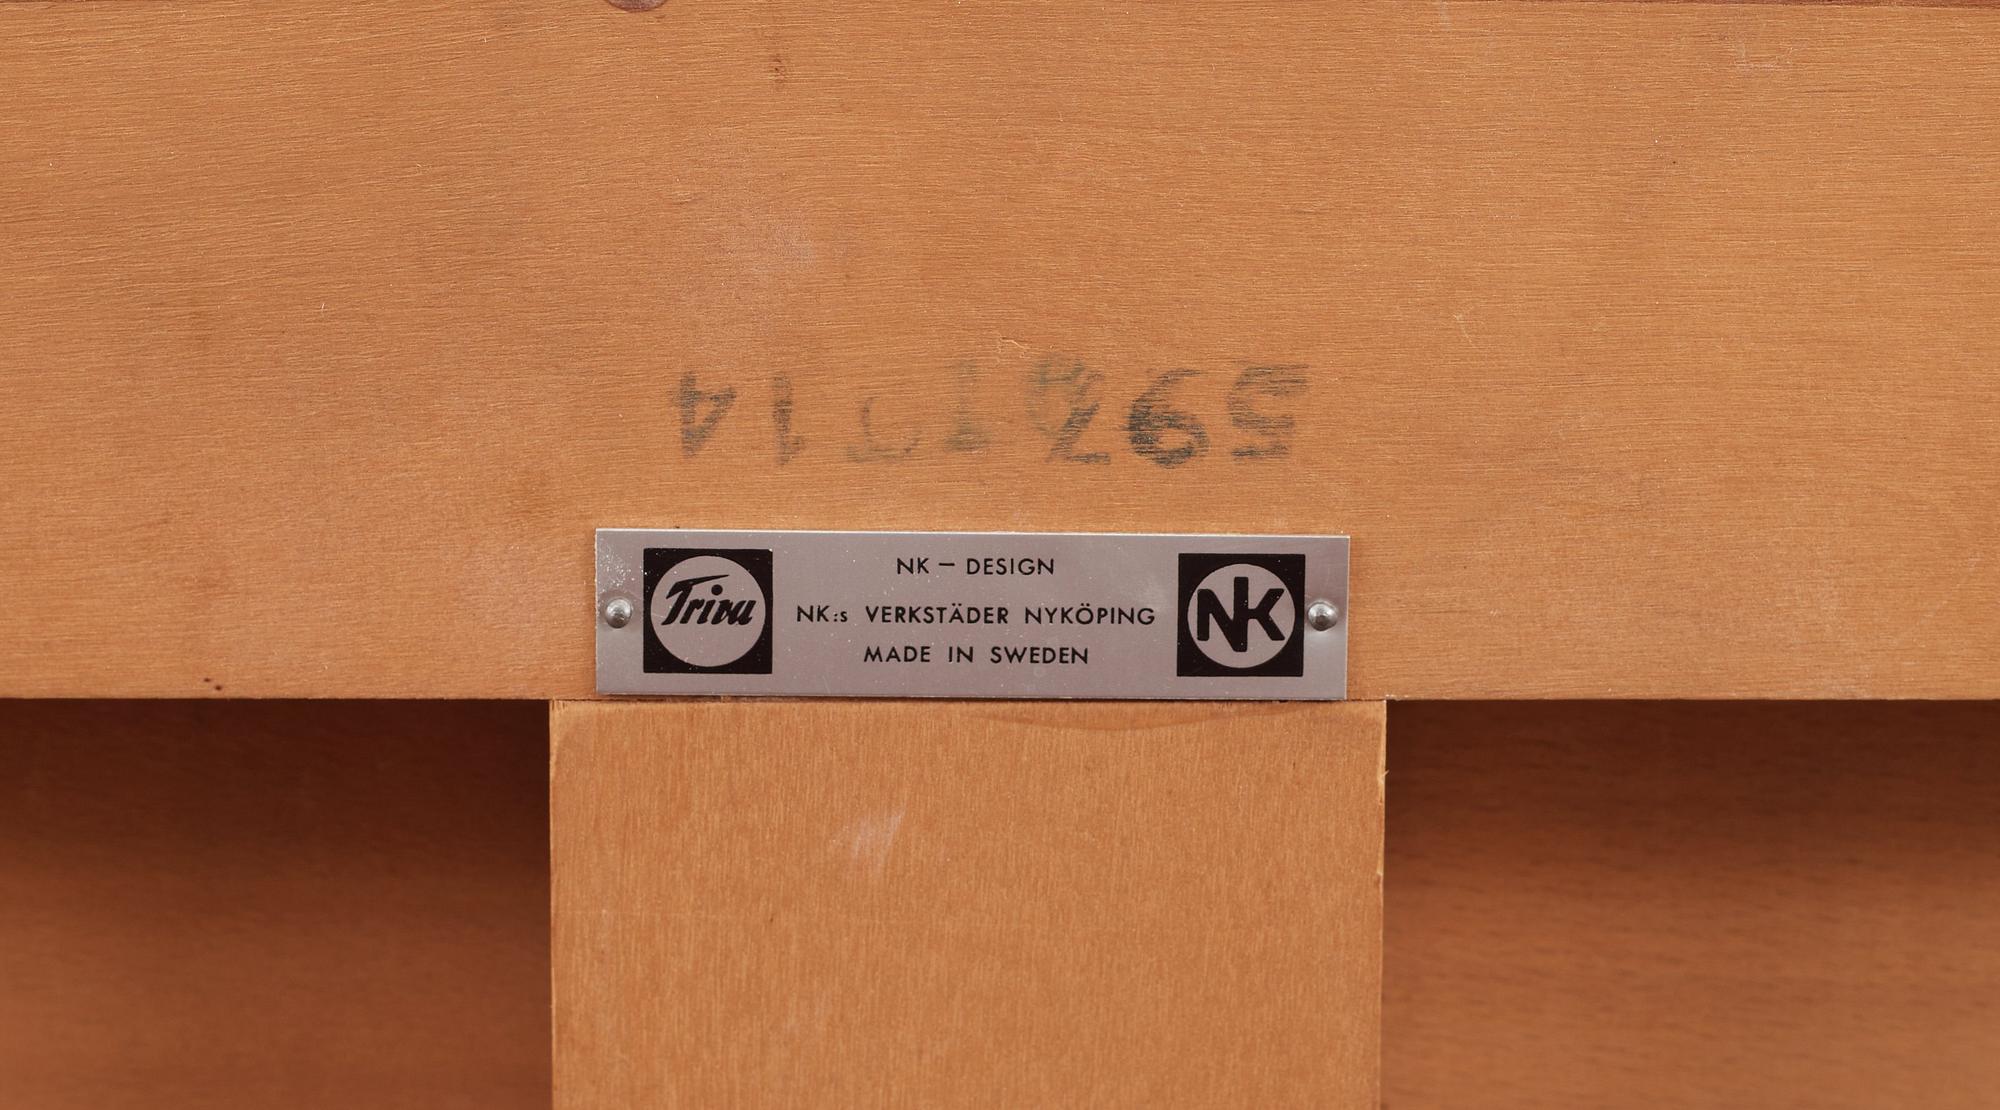 Triva
NK – DESIGN
NK:s VERKSTÄDER NYKÖPING
MADE IN SWEDEN
NK